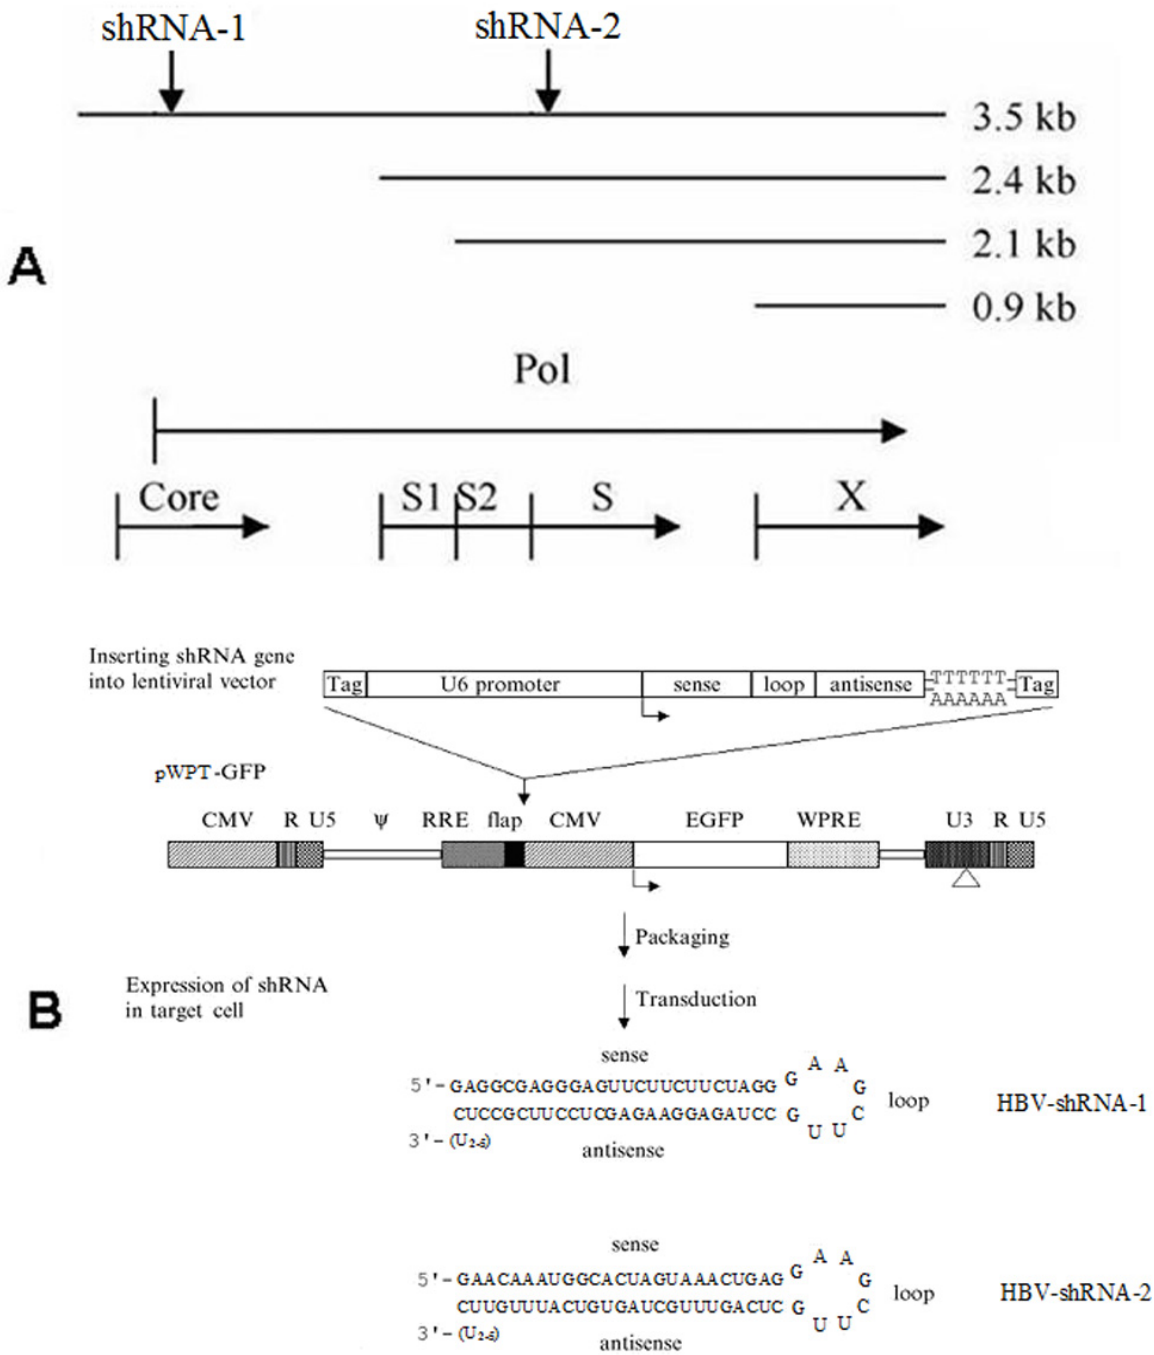 shRNA-1 shRNA-2
3.5 kb
2.4 kb
A
2.1 kb
0.9 kb
Pol
Core S1 S2 S X
Inserting shRNA gene
into lentiviral vector
Tag U6 promoter sense loop antisense TTTTTT Tag
AAAAAA
pWPT-GFP
CMV R U5 ψ RRE flap CMV EGFP WPRE U3 R U5
Packaging
B
Expression of shRNA
in target cell
Transduction
sense
5'-GAGGCGAGGGAGUUCUUCUUCUAGG G A A G
loop HBV-shRNA-1
CUCCGCUUCCUCGAGAAGGAGAUCC G U U C
3'-(U2-6)
antisense
sense
5'-GAACAAAUGGCACUAGUAAACUGAG G A A G
loop HBV-shRNA-2
CUUGUUUACUGUGAUCGUUUGACUC G U U C
3'-(U2-6)
antisense